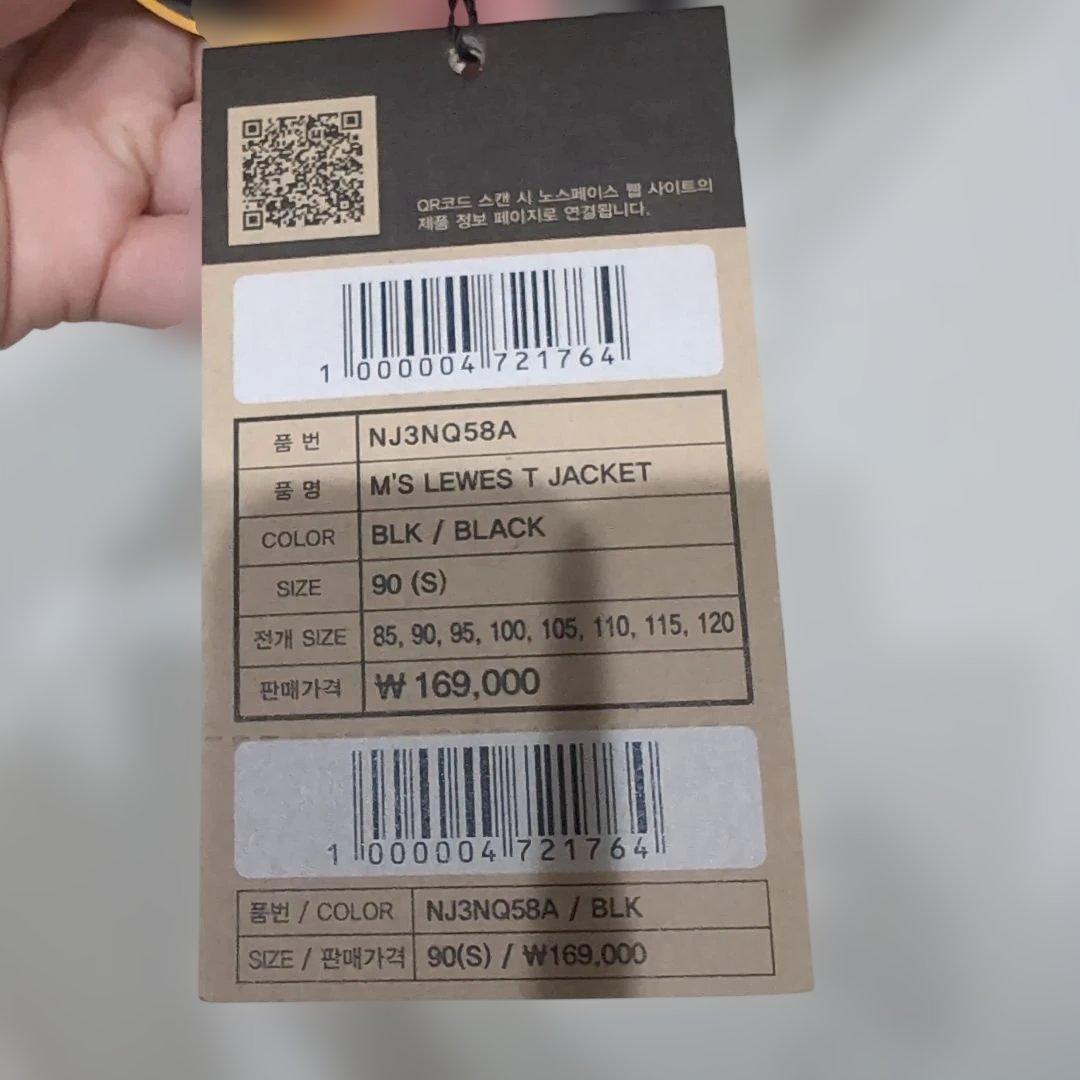 QR코드 스캔 시 노스페이스 웹 사이트의
제품 정보 페이지로 연결됩니다.
1 000004 721764
품 번 NJ3NQ58A
품 명 M'S LEWES T JACKET
COLOR BLK / BLACK
SIZE 90 (S)
전개 SIZE 85, 90, 95, 100, 105, 110, 115, 120
판매가격 ₩ 169,000
1 000004 721764
품번 / COLOR NJ3NQ58A / BLK
SIZE / 판매가격 90(S) / ₩169,000